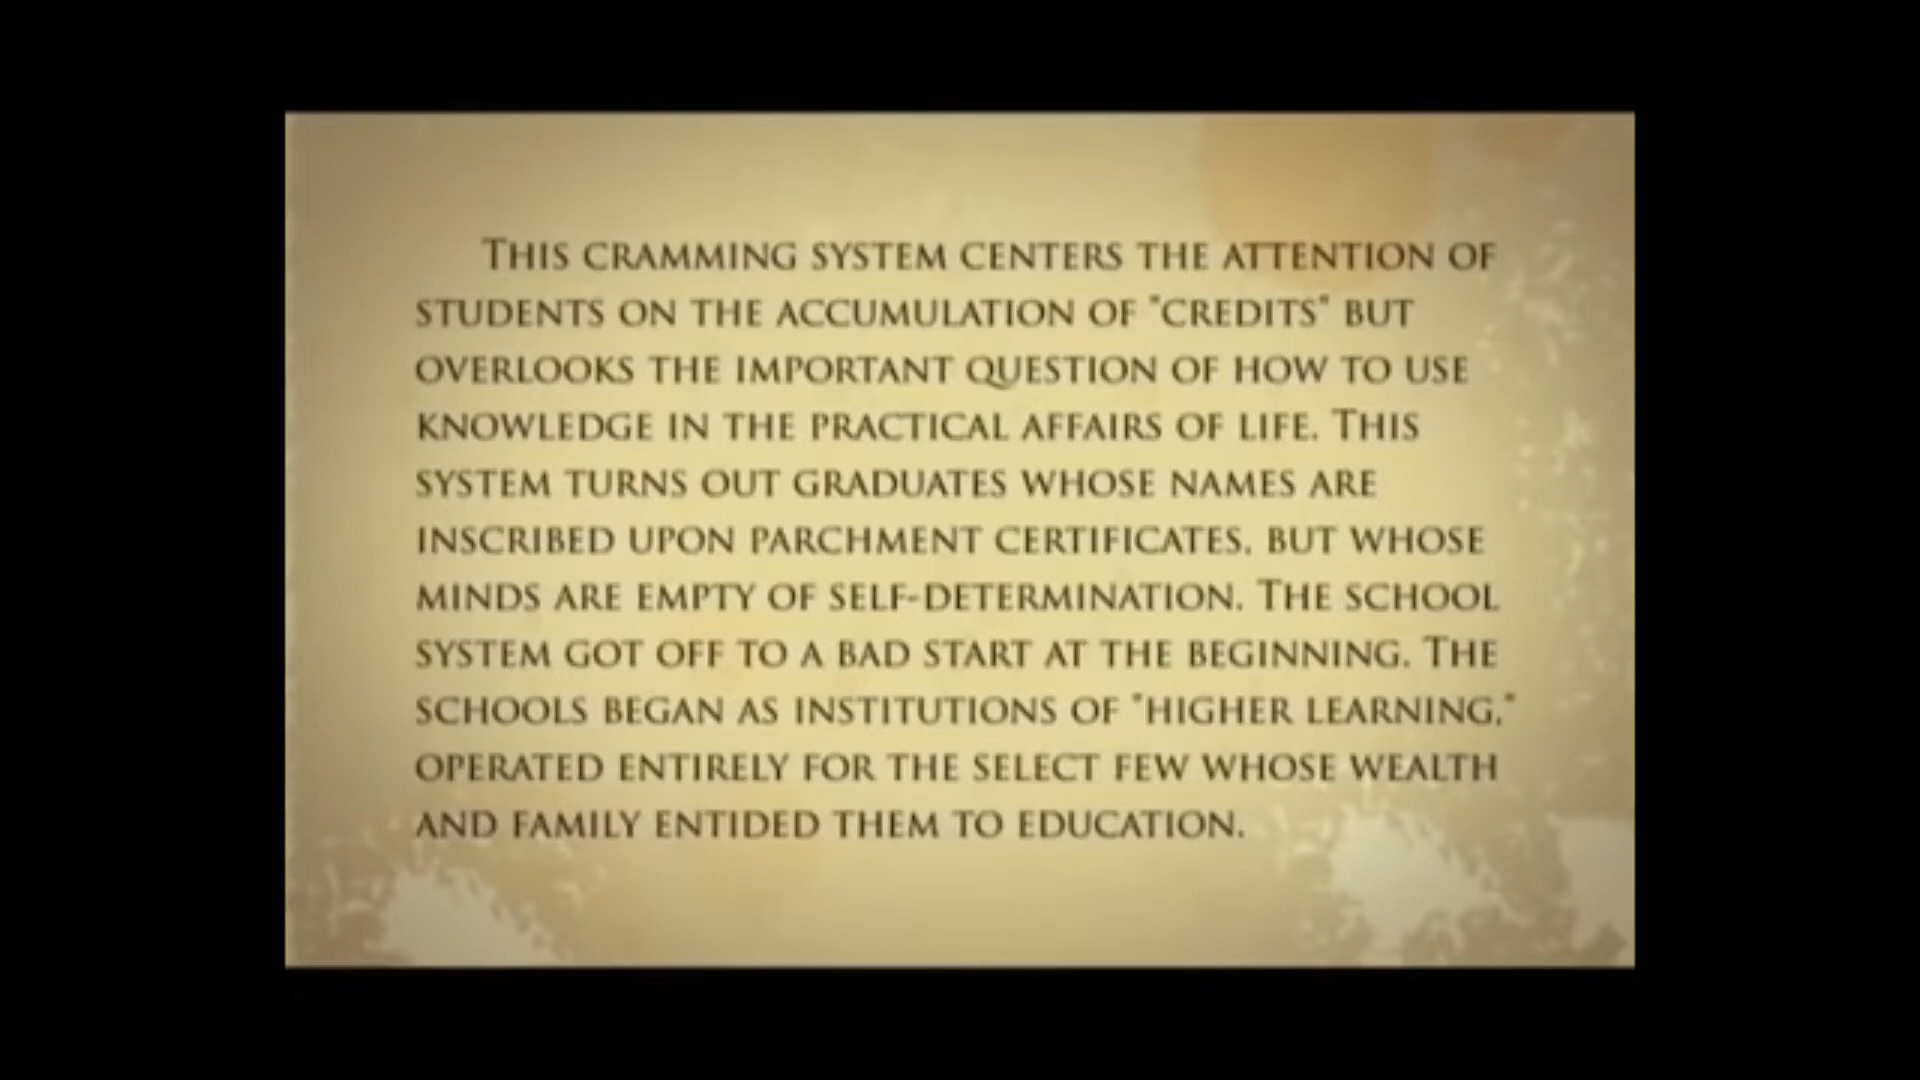 This cramming system centers the attention of
students on the accumulation of "credits" but
overlooks the important question of how to use
knowledge in the practical affairs of life. This
system turns out graduates whose names are
inscribed upon parchment certificates, but whose
minds are empty of self-determination. The school
system got off to a bad start at the beginning. The
schools began as institutions of "higher learning,"
operated entirely for the select few whose wealth
and family entided them to education.